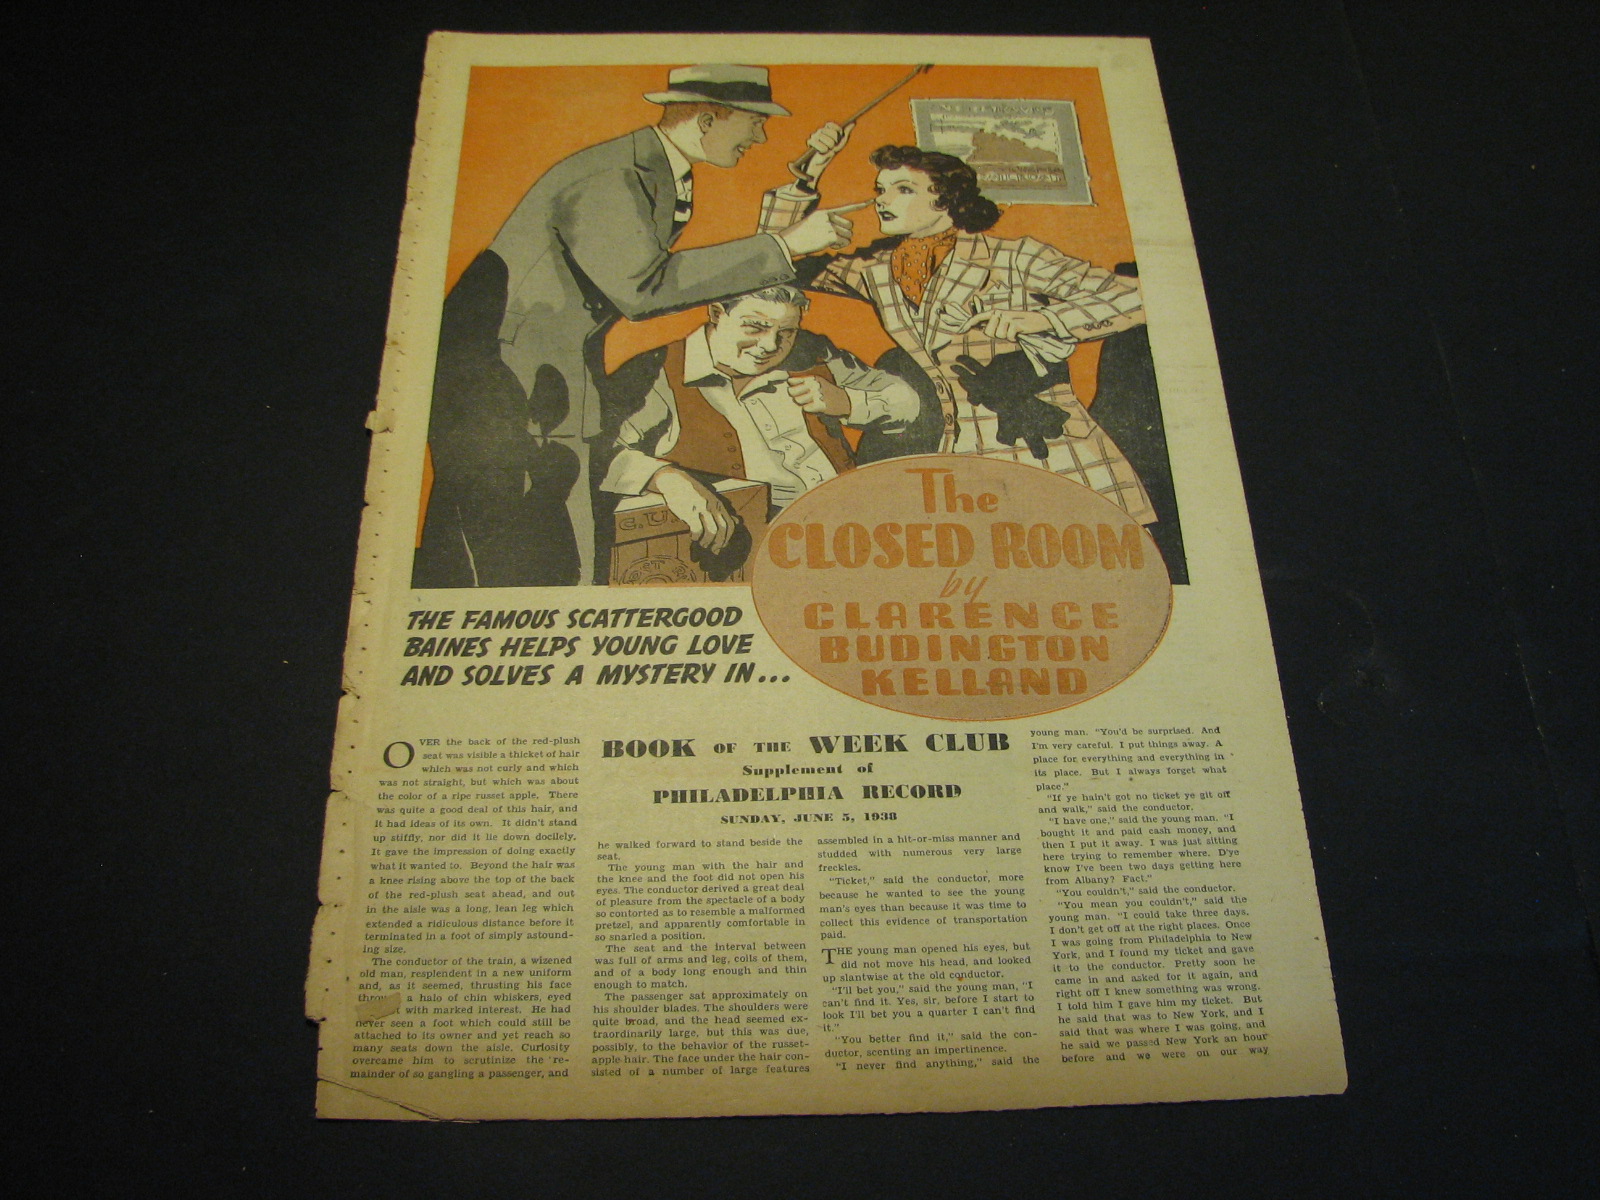 The
CLOSED ROOM
by
CLARENCE
BUDINGTON
KELLAND
THE FAMOUS SCATTERGOOD
BAINES HELPS YOUNG LOVE
AND SOLVES A MYSTERY IN...
OVER the back of the red-plush
seat was visible a thicket of hair
which was not curly and which
was not straight, but which was about
the color of a ripe russet apple. There
was quite a good deal of this hair, and
it had ideas of its own. It didn't stand
up stiffly, nor did it lie down docilely.
It gave the impression of doing exactly
what it wanted to. Beyond the hair was
a knee rising above the top of the back
of the red-plush seat ahead, and out
in the aisle was a long, lean leg which
extended a ridiculous distance before it
terminated in a foot of simply astound-
ing size.
The conductor of the train, a wizened
old man, resplendent in a new uniform
and, as it seemed, thrusting his face
a halo of chin whiskers, eyed
with marked interest. He had
never seen a foot which could still be
attached to its owner and yet reach so
many seats down the aisle. Curiosity
overcame him to scrutinize the re-
mainder of so gangling a passenger, and
BOOK OF THE WEEK CLUB
Supplement of
PHILADELPHIA RECORD
SUNDAY, JUNE 5, 1938
he walked forward to stand beside the
seat.
The young man with the hair and
the knee and the foot did not open his
eyes. The conductor derived a great deal
of pleasure from the spectacle of a body
so contorted as to resemble a malformed
pretzel, and apparently comfortable in
so snarled a position.
The seat and the interval between
was full of arms and leg, coils of them,
and of a body long enough and thin
enough to match.
The passenger sat approximately on
his shoulder blades. The shoulders were
quite broad, and the head seemed ex-
traordinarily large, but this was due,
possibly, to the behavior of the russet-
apple hair. The face under the hair con-
sisted of a number of large features
assembled in a hit-or-miss manner and
studded with numerous very large
freckles.
"Ticket," said the conductor, more
because he wanted to see the young
man's eyes than because it was time to
collect this evidence of transportation
paid.
THE young man opened his eyes, but
did not move his head, and looked
up slantwise at the old conductor.
"I'll bet you," said the young man, "I
can't find it. Yes, sir, before I start to
look I'll bet you a quarter I can't find
it."
"You better find it," said the con-
ductor, scenting an impertinence.
"I never find anything," said the
young man. "You'd be surprised. And
I'm very careful. I put things away. A
place for everything and everything in
its place. But I always forget what
place."
"If ye hain't got no ticket ye git off
and walk," said the conductor.
"I have one," said the young man. "I
bought it and paid cash money, and
then I put it away. I was just sitting
here trying to remember where. D'ye
know I've been two days getting here
from Albany? Fact."
"You couldn't," said the conductor.
"You mean you couldn't," said the
young man. "I could take three days.
I don't get off at the right places. Once
I was going from Philadelphia to New
York, and I found my ticket and gave
it to the conductor. Pretty soon he
came in and asked for it again, and
right off I knew something was wrong.
I told him I gave him my ticket. But
he said that was to New York, and I
said that was where I was going, and
he said we passed New York an hour
before and we were on our way